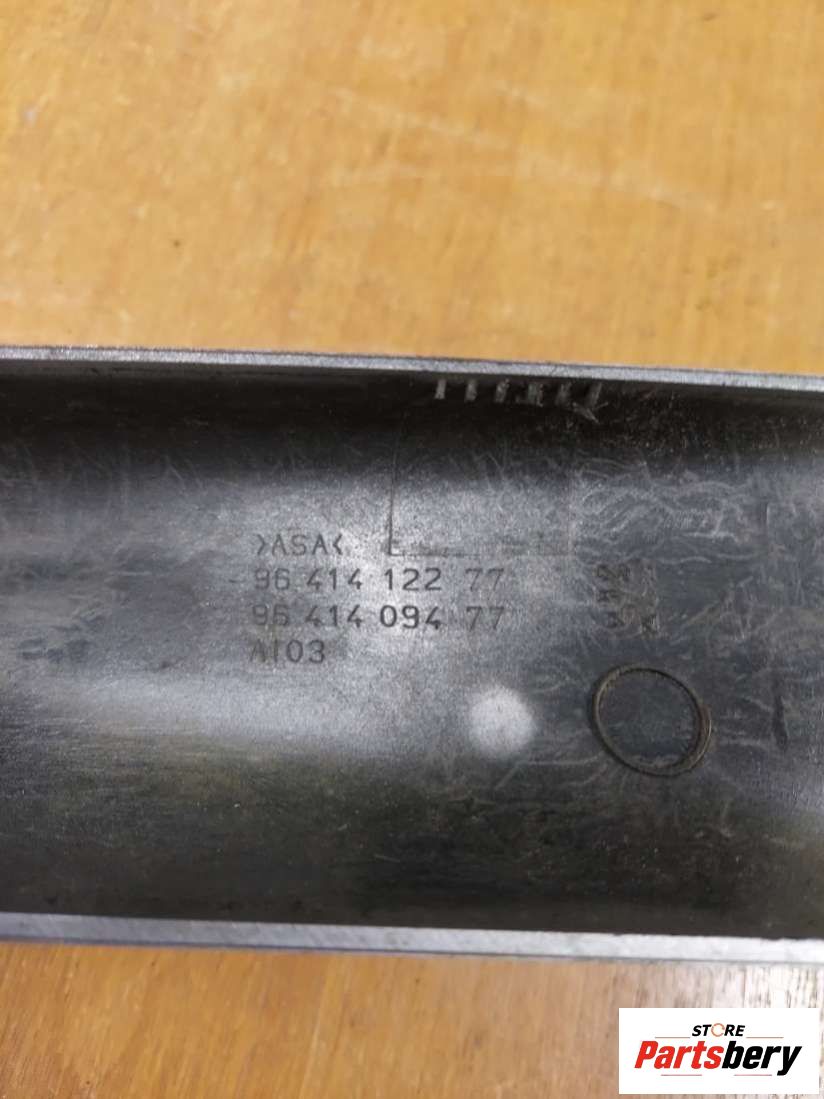 >ASA<
96 414 122 77
96 414 094 77
A103
STORE
Partsbery